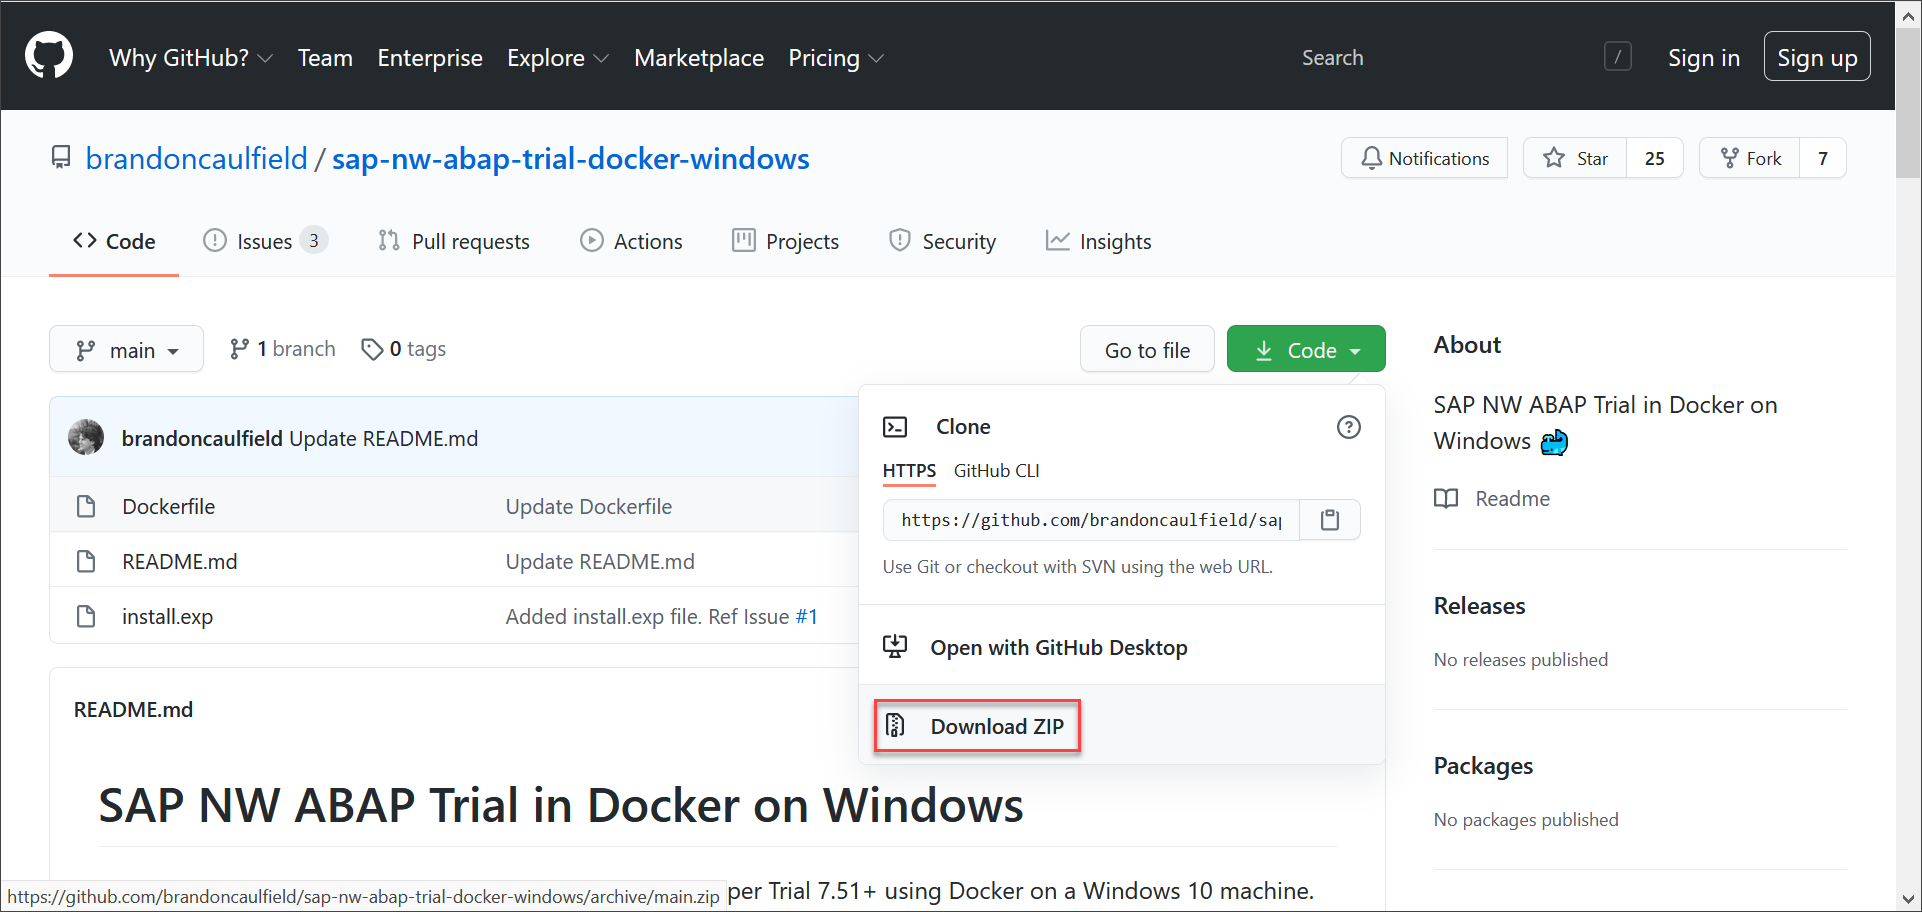 Why GitHub? Team Enterprise Explore Marketplace Pricing Search / Sign in Sign up
brandoncaulfield / sap-nw-abap-trial-docker-windows Notifications Star 25 Fork 7
Code Issues 3 Pull requests Actions Projects Security Insights
main 1 branch 0 tags Go to file Code
brandoncaulfield Update README.md
Dockerfile Update Dockerfile
README.md Update README.md
install.exp Added install.exp file. Ref Issue #1
Clone
HTTPS GitHub CLI
https://github.com/brandoncaulfield/sap
Use Git or checkout with SVN using the web URL.
Open with GitHub Desktop
Download ZIP
About
SAP NW ABAP Trial in Docker on
Windows
Readme
Releases
No releases published
Packages
No packages published
README.md
SAP NW ABAP Trial in Docker on Windows
per Trial 7.51+ using Docker on a Windows 10 machine.
https://github.com/brandoncaulfield/sap-nw-abap-trial-docker-windows/archive/main.zip